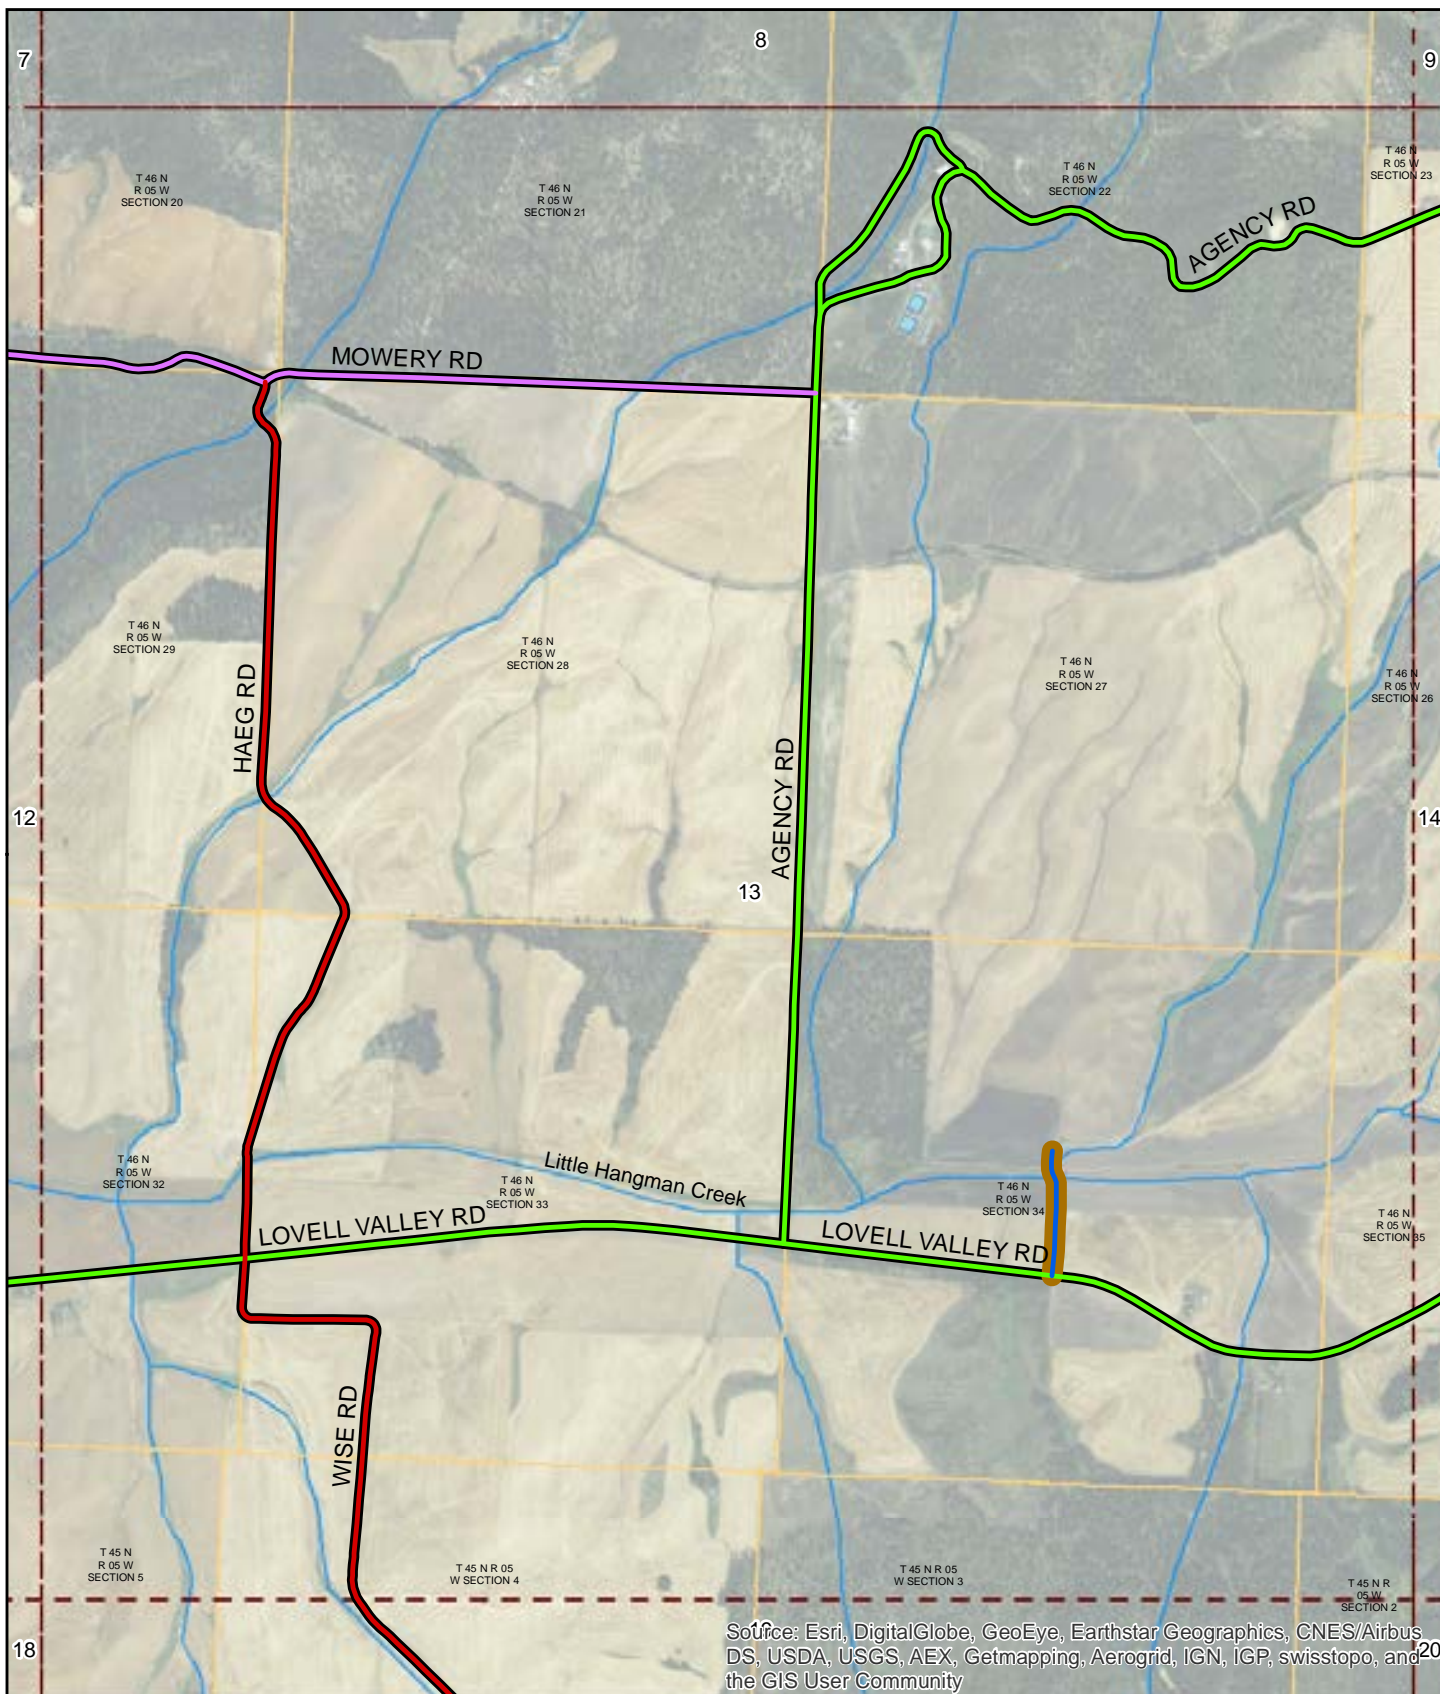 7
8
9
T 46 N
R 05 W
SECTION 20
T 46 N
R 05 W
SECTION 21
T 46 N
R 05 W
SECTION 22
T 46 N
R 05 W
SECTION 23
AGENCY RD
MOWERY RD
T 46 N
R 05 W
SECTION 29
T 46 N
R 05 W
SECTION 28
T 46 N
R 05 W
SECTION 27
T 46 N
R 05 W
SECTION 26
HAEG RD
AGENCY RD
12
13
14
T 46 N
R 05 W
SECTION 32
Little Hangman Creek
T 46 N
R 05 W
SECTION 33
T 46 N
R 05 W
SECTION 34
T 46 N
R 05 W
SECTION 35
LOVELL VALLEY RD
LOVELL VALLEY RD
WISE RD
T 45 N
R 05 W
SECTION 5
T 45 N R 05
W SECTION 4
T 45 N R 05
W SECTION 3
T 45 N R
05 W
SECTION 2
18
20
Source: Esri, DigitalGlobe, GeoEye, Earthstar Geographics, CNES/Airbus
DS, USDA, USGS, AEX, Getmapping, Aerogrid, IGN, IGP, swisstopo, and
the GIS User Community